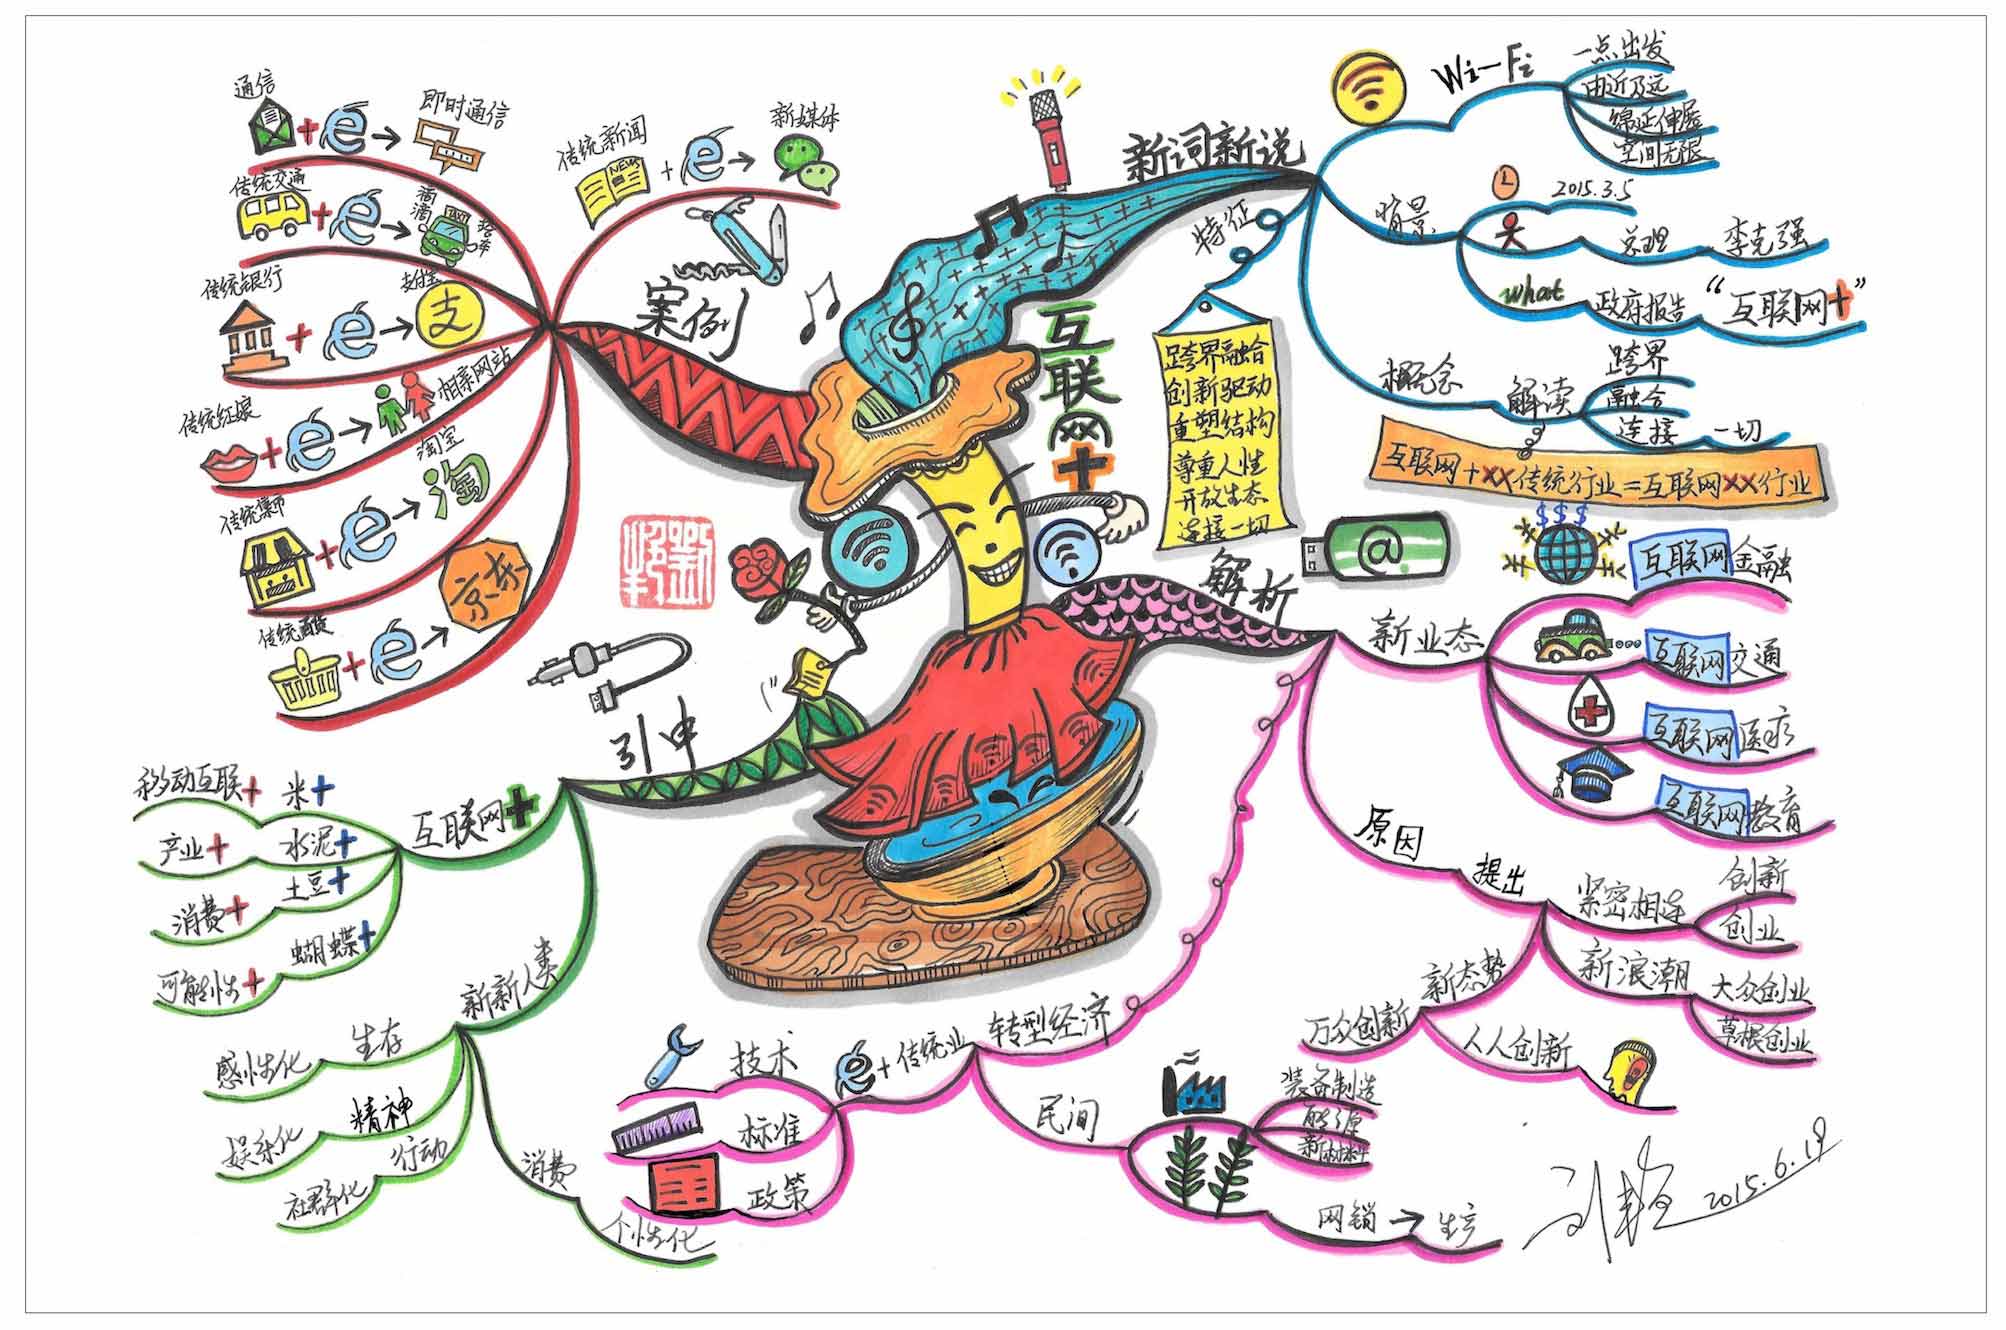 互联网+
新词新说
Wi-Fi
一点出发
由近及远
绵延伸展
空间无限
背景
2015.3.5
总理
李克强
what
政府报告
“互联网+”
概念
解读
跨界
融合
连接
一切
互联网+XX传统行业=互联网XX行业
特征
跨界融合
创新驱动
重塑结构
尊重人性
开放生态
连接一切
解析
@
新业态
$$$
互联网金融
互联网交通
互联网医疗
互联网教育
原因
提出
紧密相连
创新
创业
新浪潮
大众创业
草根创业
新态势
万众创新
人人创新
转型经济
e+传统业
技术
标准
政策
民间
装备制造
能源
新材料
网销→生产
引申
互联网+
移动互联+
米+
产业+
水泥+
消费+
土豆+
可能性+
蝴蝶+
新新人类
生存
感性化
精神
娱乐化
行动
社群化
消费
个性化
案例
传统新闻
NEWS
+e→
新媒体
通信
+e→
即时通信
传统交通
+e→
滴滴
TAXI
传统银行
+e→
支付宝
支
传统红娘
+e→
相亲网站
传统集市
+e→
淘宝
淘
传统百货
+e→
京东
2015.6.19